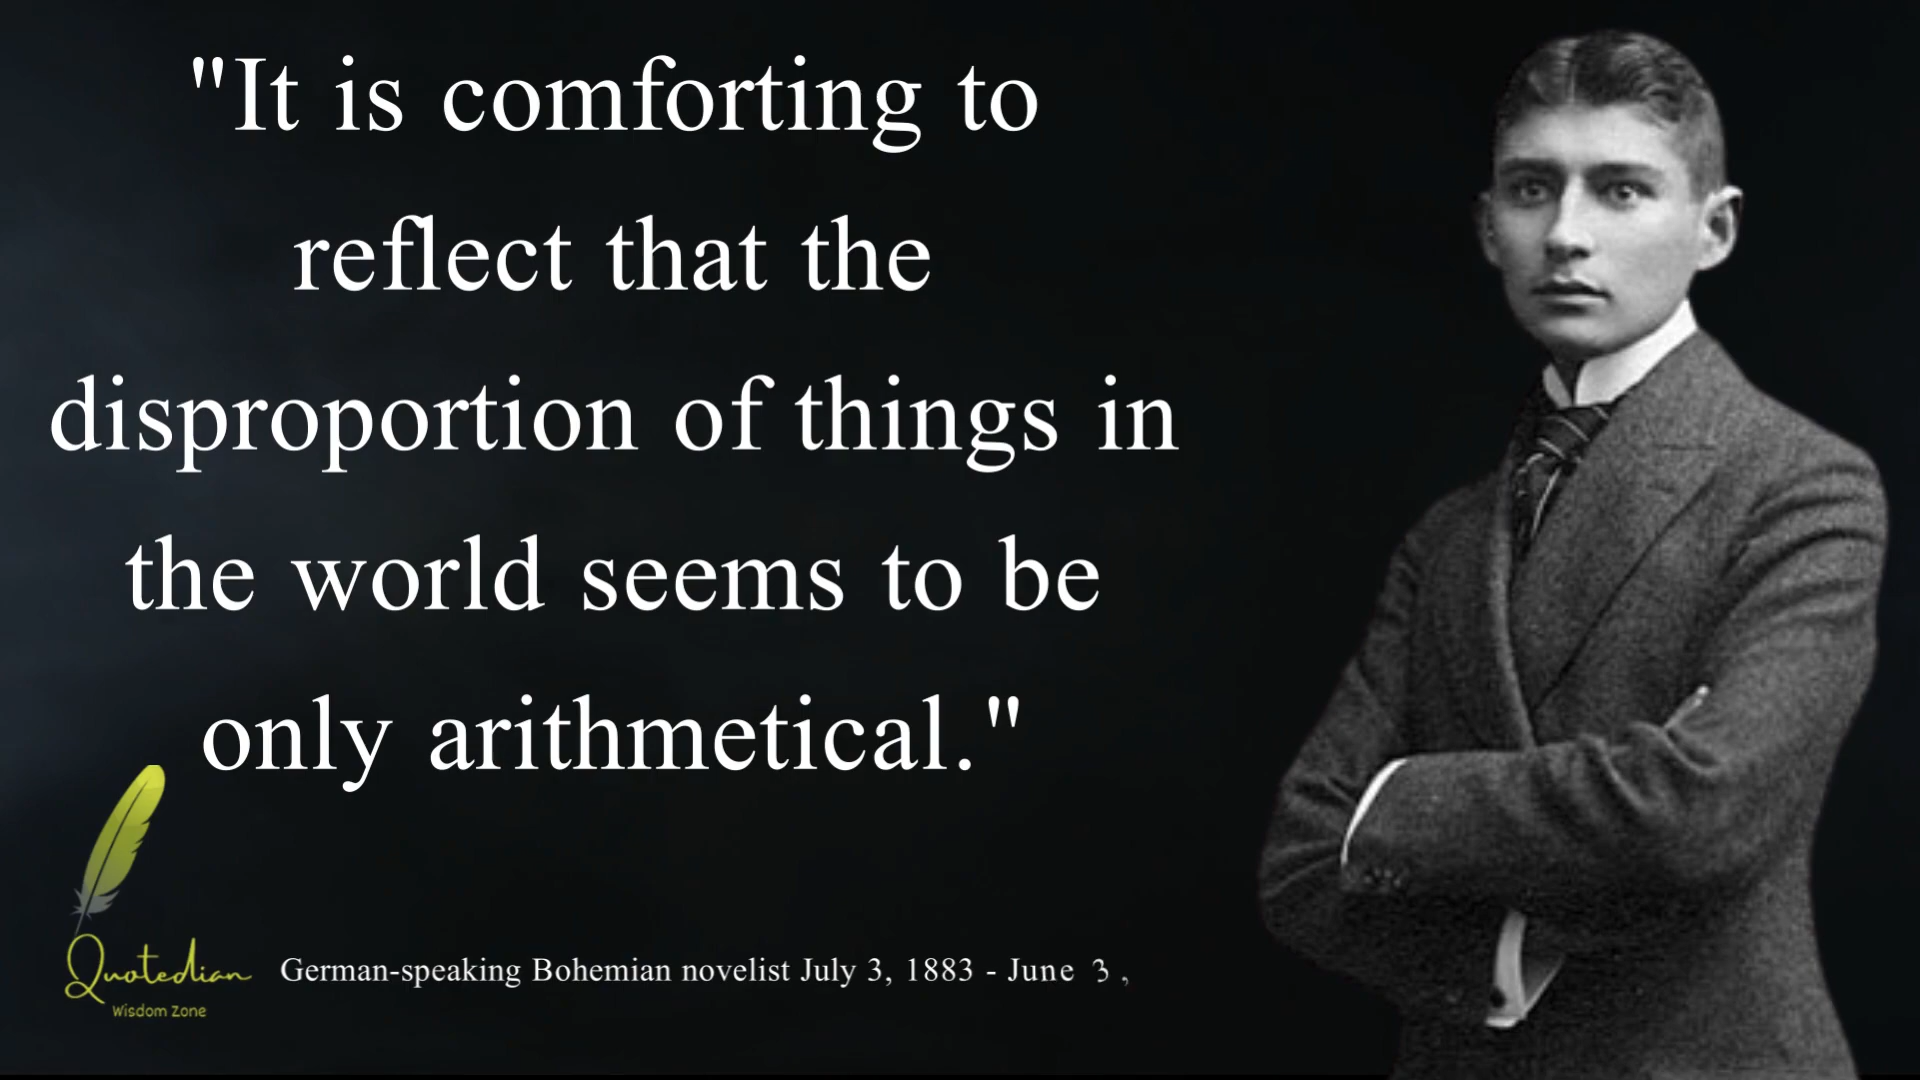 "It is comforting to
reflect that the
disproportion of things in
the world seems to be
only arithmetical."
Quotedian
Wisdom Zone
German-speaking Bohemian novelist July 3, 1883 - June 3,